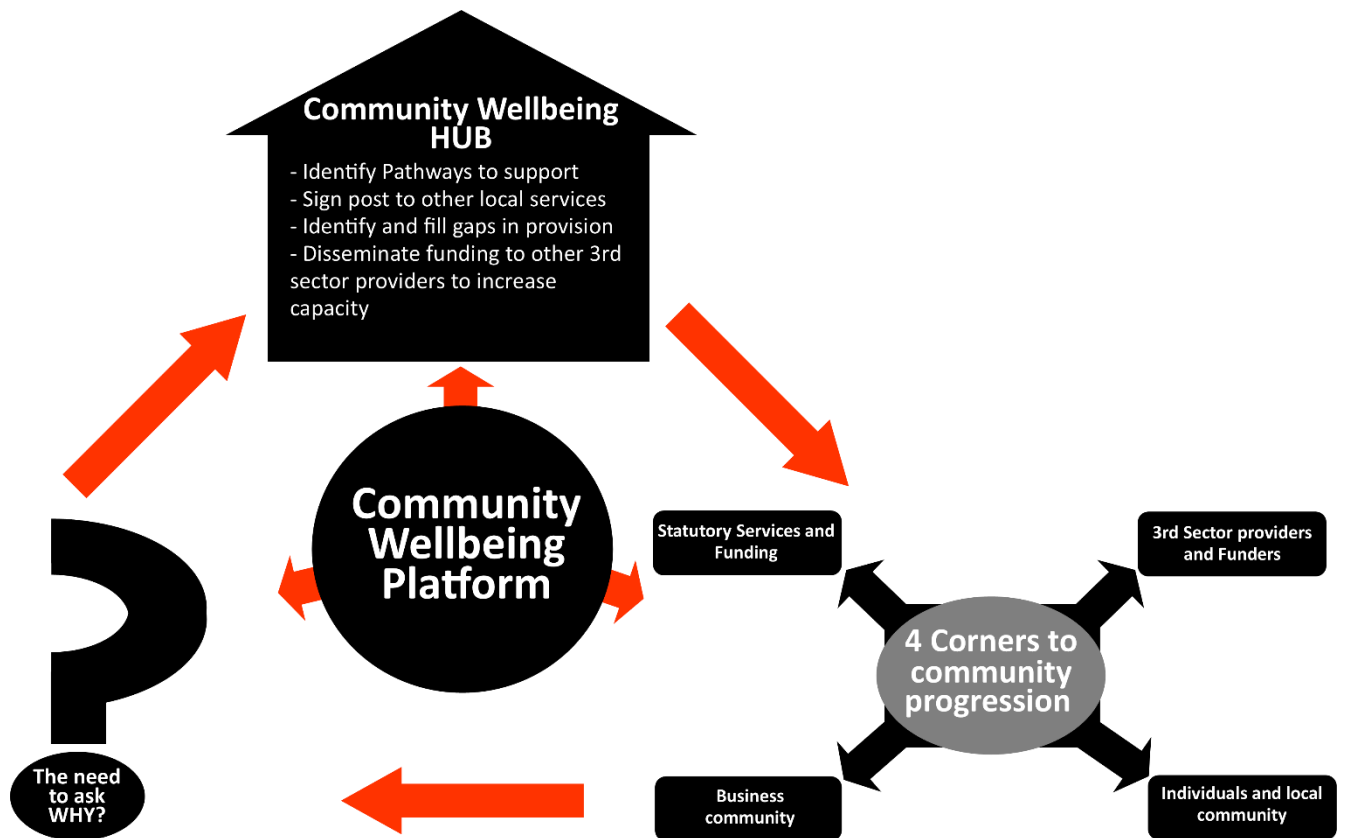 Community Wellbeing
HUB
- Identify Pathways to support
- Sign post to other local services
- Identify and fill gaps in provision
- Disseminate funding to other 3rd
sector providers to increase
capacity
Community
Wellbeing
Platform
Statutory Services and
Funding
3rd Sector providers
and Funders
4 Corners to
community
progression
The need
to ask
WHY?
Business
community
Individuals and local
community